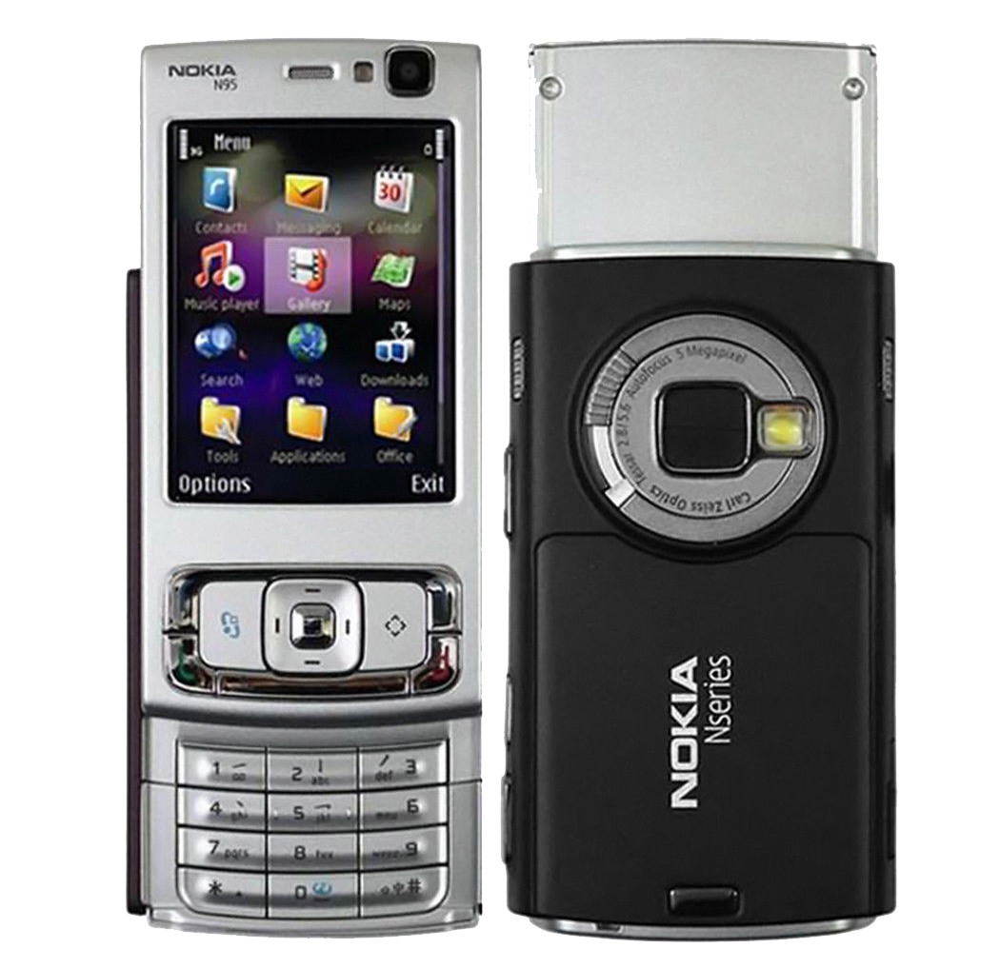 NOKIA
N95
3G Menu
Contacts Messaging Calendar
30
Music player Gallery Maps
Search Web Downloads
Tools Applications Office
Options Exit
1 2 abc def 3
4 ghi 5 jkl mno 6
7 pqrs 8 tuv wxyz 9
* 0 #
Tessar 2.8/5.6 Autofocus 5 Megapixel
Carl Zeiss Optics
NOKIA
Nseries